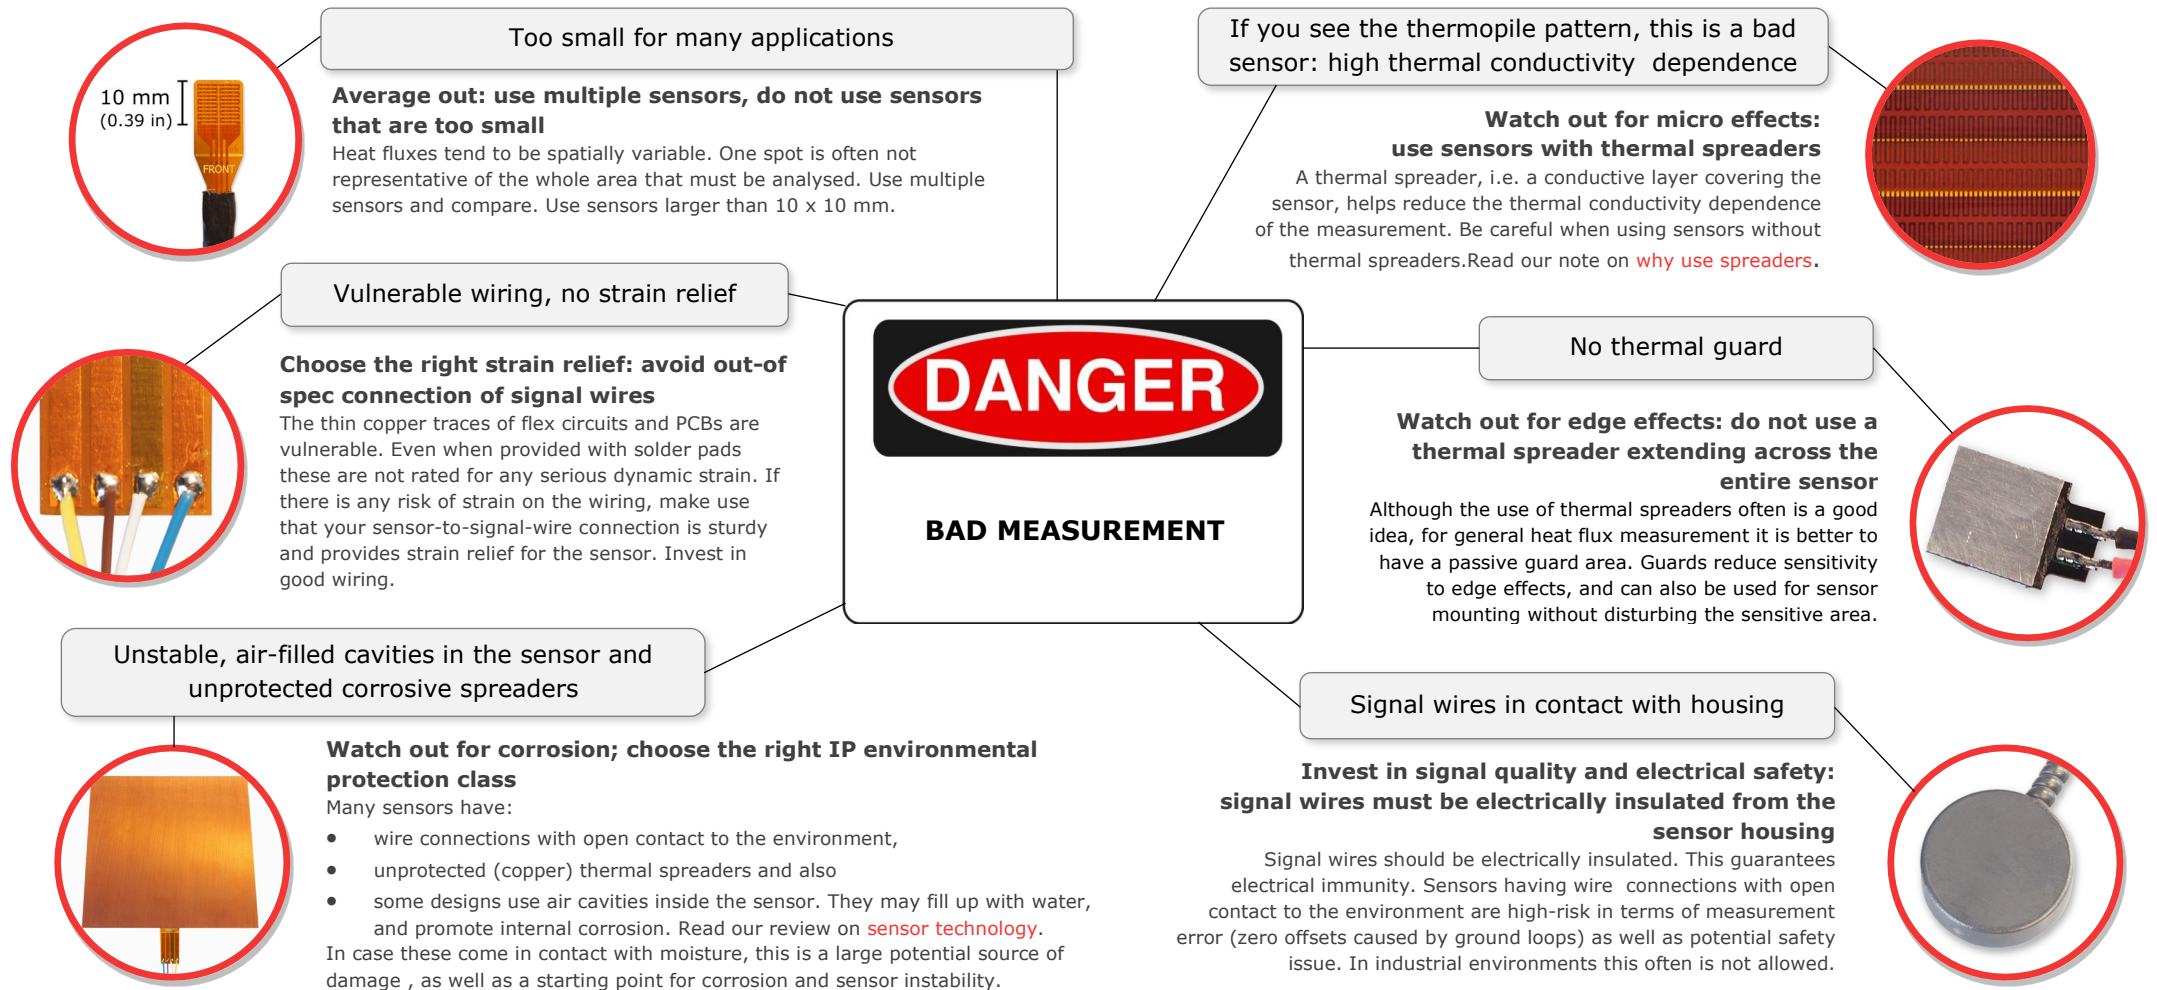 Too small for many applications
10 mm
(0.39 in)
FRONT
Average out: use multiple sensors, do not use sensors
that are too small
Heat fluxes tend to be spatially variable. One spot is often not
representative of the whole area that must be analysed. Use multiple
sensors and compare. Use sensors larger than 10 x 10 mm.
If you see the thermopile pattern, this is a bad
sensor: high thermal conductivity  dependence
Watch out for micro effects:
use sensors with thermal spreaders
A thermal spreader, i.e. a conductive layer covering the
sensor, helps reduce the thermal conductivity dependence
of the measurement. Be careful when using sensors without
thermal spreaders.Read our note on why use spreaders.
Vulnerable wiring, no strain relief
Choose the right strain relief: avoid out-of
spec connection of signal wires
The thin copper traces of flex circuits and PCBs are
vulnerable. Even when provided with solder pads
these are not rated for any serious dynamic strain. If
there is any risk of strain on the wiring, make use
that your sensor-to-signal-wire connection is sturdy
and provides strain relief for the sensor. Invest in
good wiring.
DANGER
BAD MEASUREMENT
No thermal guard
Watch out for edge effects: do not use a
thermal spreader extending across the
entire sensor
Although the use of thermal spreaders often is a good
idea, for general heat flux measurement it is better to
have a passive guard area. Guards reduce sensitivity
to edge effects, and can also be used for sensor
mounting without disturbing the sensitive area.
Unstable, air-filled cavities in the sensor and
unprotected corrosive spreaders
Watch out for corrosion; choose the right IP environmental
protection class
Many sensors have:
• wire connections with open contact to the environment,
• unprotected (copper) thermal spreaders and also
• some designs use air cavities inside the sensor. They may fill up with water,
and promote internal corrosion. Read our review on sensor technology.
In case these come in contact with moisture, this is a large potential source of
damage , as well as a starting point for corrosion and sensor instability.
Signal wires in contact with housing
Invest in signal quality and electrical safety:
signal wires must be electrically insulated from the
sensor housing
Signal wires should be electrically insulated. This guarantees
electrical immunity. Sensors having wire  connections with open
contact to the environment are high-risk in terms of measurement
error (zero offsets caused by ground loops) as well as potential safety
issue. In industrial environments this often is not allowed.